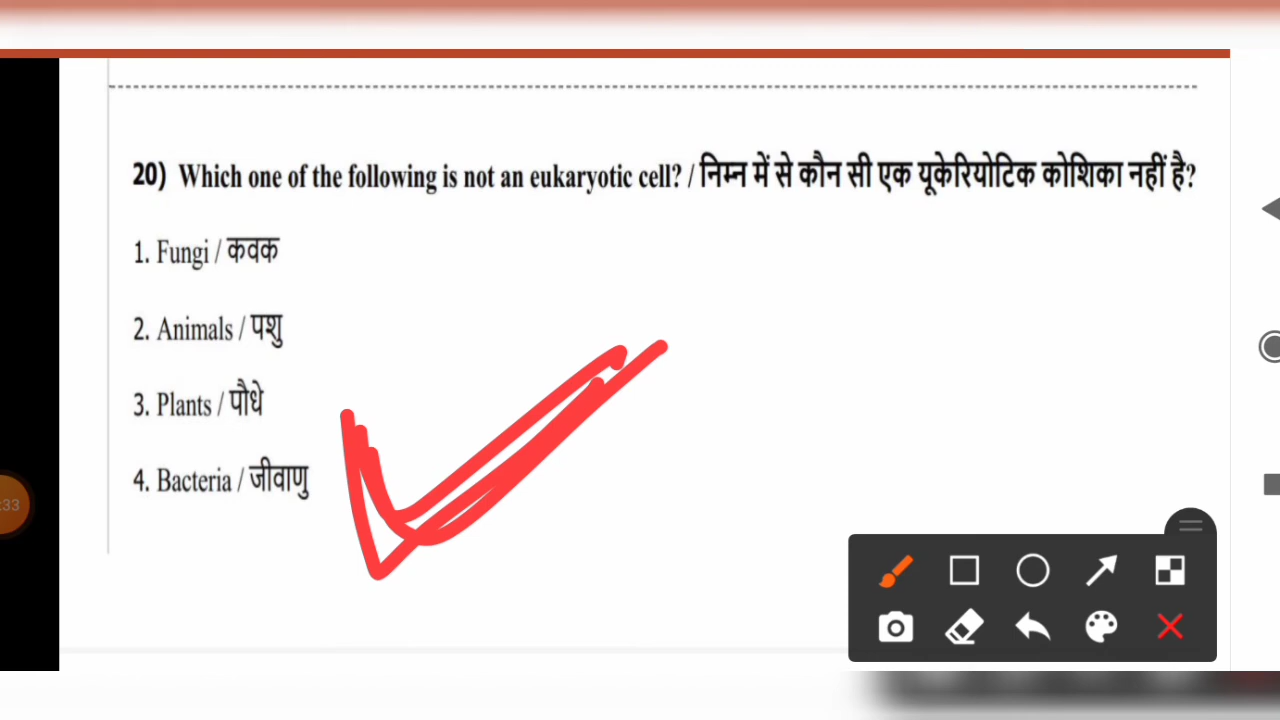 20) Which one of the following is not an eukaryotic cell? / निम्न में से कौन सी एक यूकेरियोटिक कोशिका नहीं है?
1. Fungi / कवक
2. Animals / पशु
3. Plants / पौधे
4. Bacteria / जीवाणु
:33